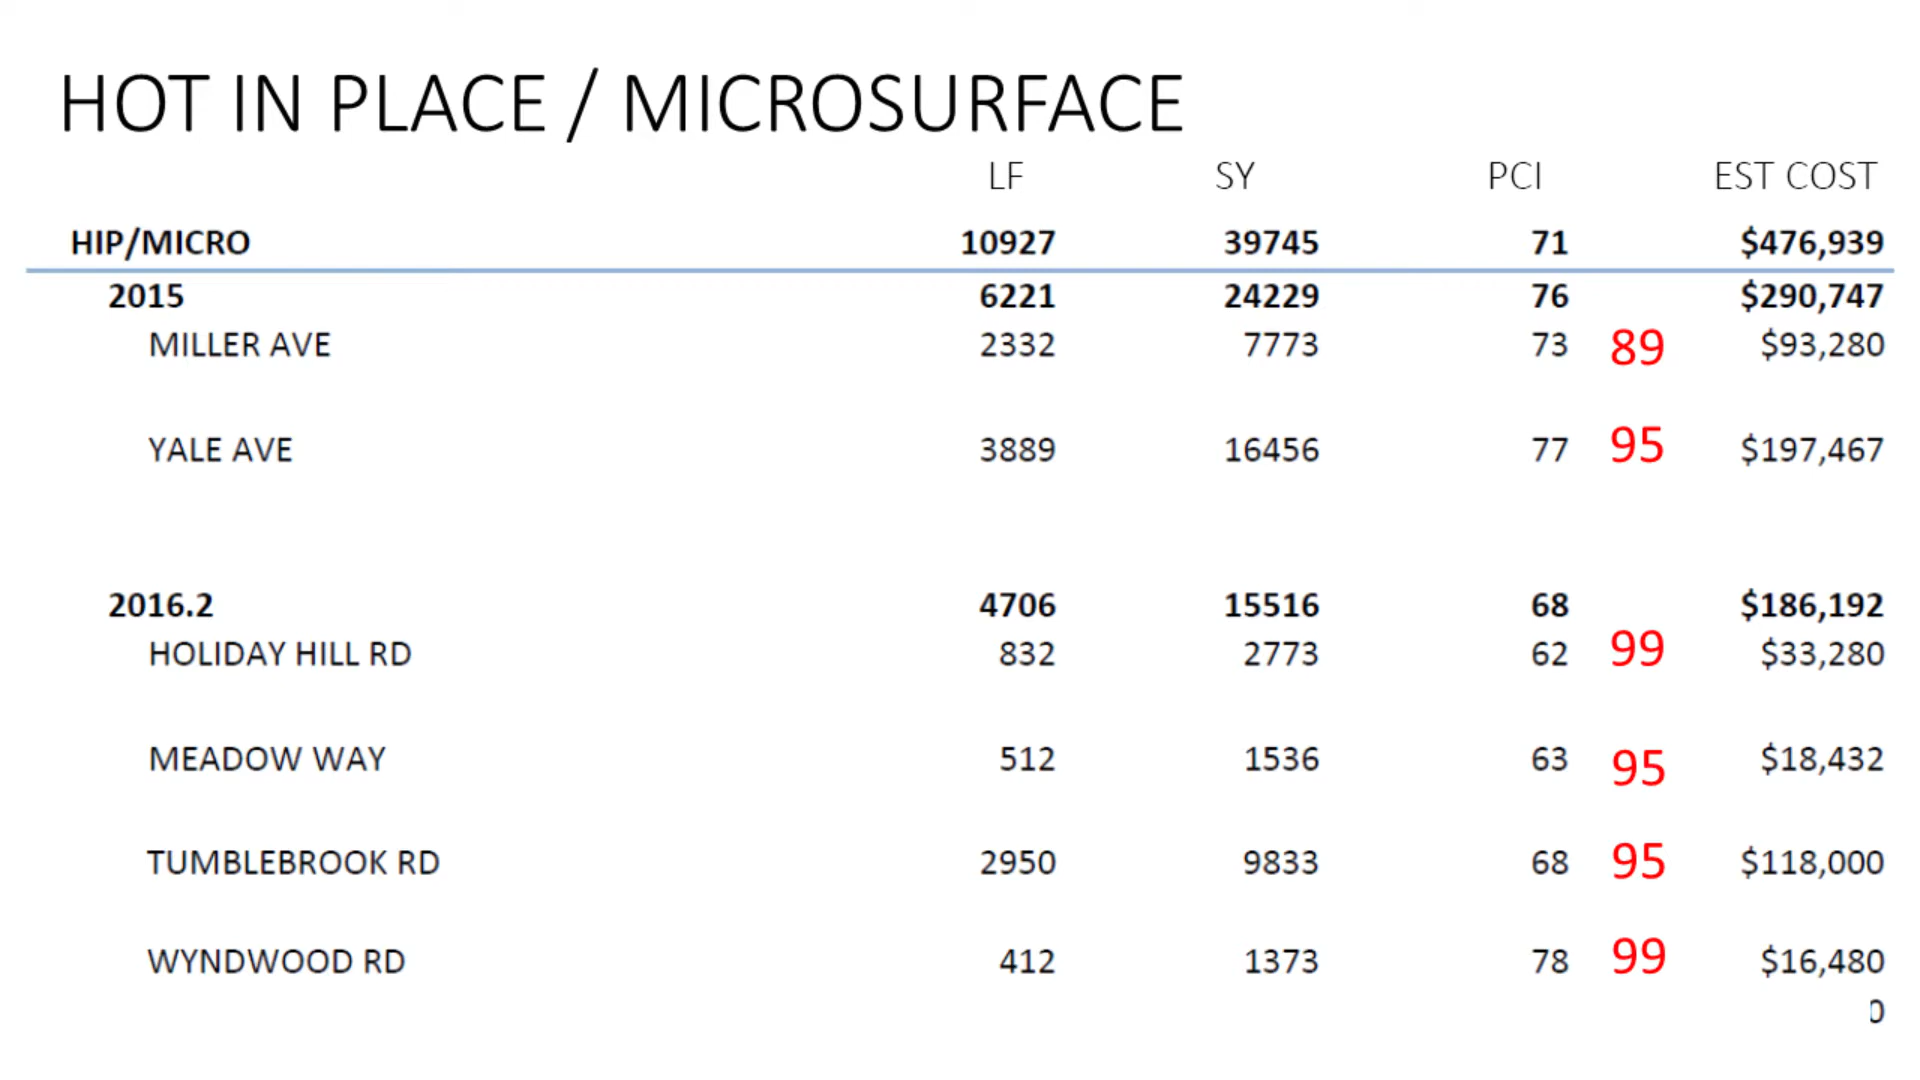 HOT IN PLACE / MICROSURFACE
LF SY PCI EST COST
HIP/MICRO 10927 39745 71 $476,939
2015 6221 24229 76 $290,747
MILLER AVE 2332 7773 73 89 $93,280
YALE AVE 3889 16456 77 95 $197,467
2016.2 4706 15516 68 $186,192
HOLIDAY HILL RD 832 2773 62 99 $33,280
MEADOW WAY 512 1536 63 95 $18,432
TUMBLEBROOK RD 2950 9833 68 95 $118,000
WYNDWOOD RD 412 1373 78 99 $16,480
0